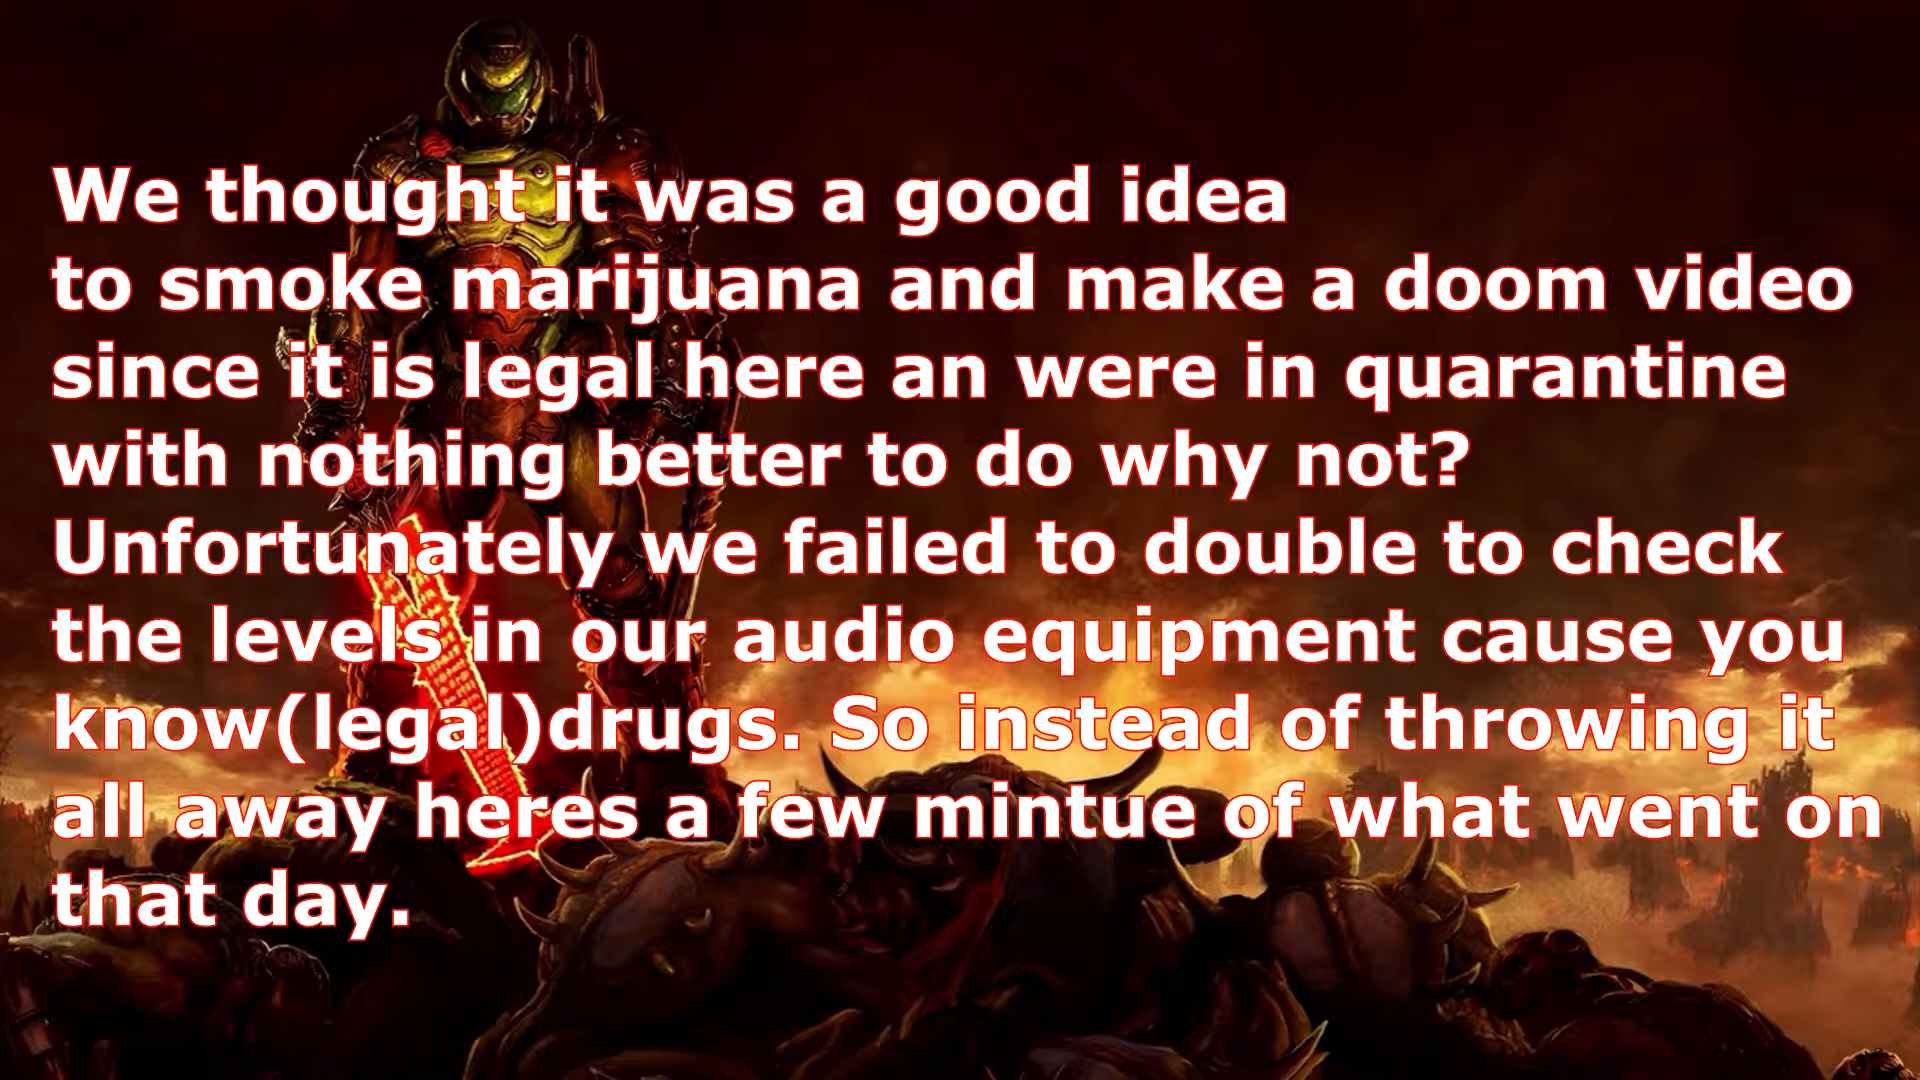 We thought it was a good idea
to smoke marijuana and make a doom video
since it is legal here an were in quarantine
with nothing better to do why not?
Unfortunately we failed to double to check
the levels in our audio equipment cause you
know(legal)drugs. So instead of throwing it
all away heres a few mintue of what went on
that day.